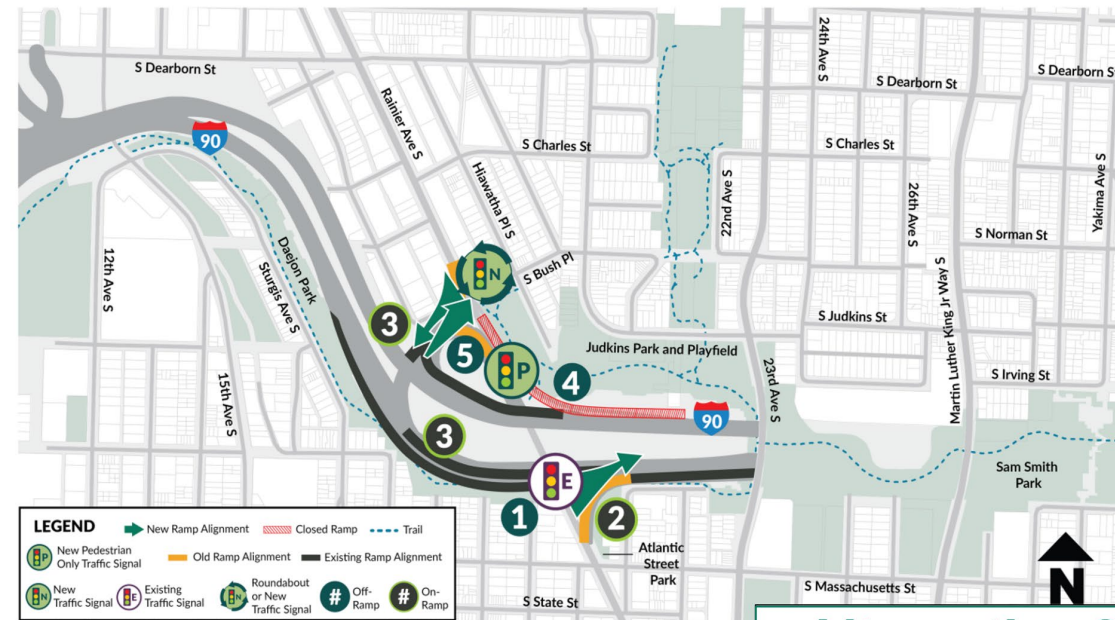 S Dearborn St
24th Ave S
S Dearborn St
S Dearborn St
90
Rainier Ave S
S Charles St
S Charles St
Hiawatha Pl S
22nd Ave S
26th Ave S
Yakima Ave S
12th Ave S
Daejon Park
Sturgis Ave S
N
S Bush Pl
S Norman St
Martin Luther King Jr Way S
3
5
P
4
Judkins Park and Playfield
S Judkins St
23rd Ave S
S Irving St
15th Ave S
90
3
E
1
2
Sam Smith
Park
Atlantic
Street
Park
S Massachusetts St
S State St
N
LEGEND
New Ramp Alignment
Closed Ramp
Trail
P
New Pedestrian
Only Traffic Signal
Old Ramp Alignment
Existing Ramp Alignment
N
New
Traffic Signal
E
Existing
Traffic Signal
N
Roundabout
or New
Traffic Signal
#
Off-
Ramp
#
On-
Ramp